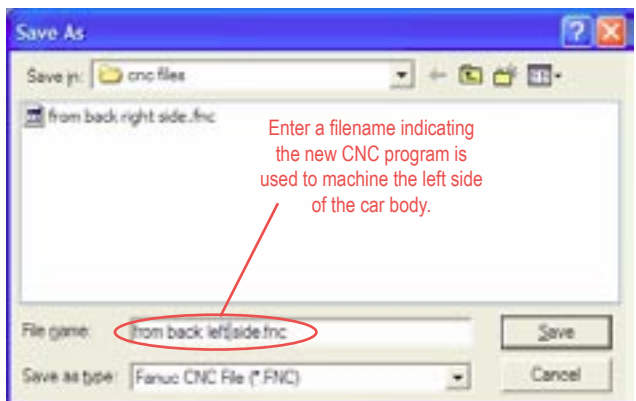 Save As
Save in: cnc files
from back right side.fnc
Enter a filename indicating
the new CNC program is
used to machine the left side
of the car body.
File name: from back left side.fnc Save
Save as type: Fanuc CNC File (*.FNC) Cancel